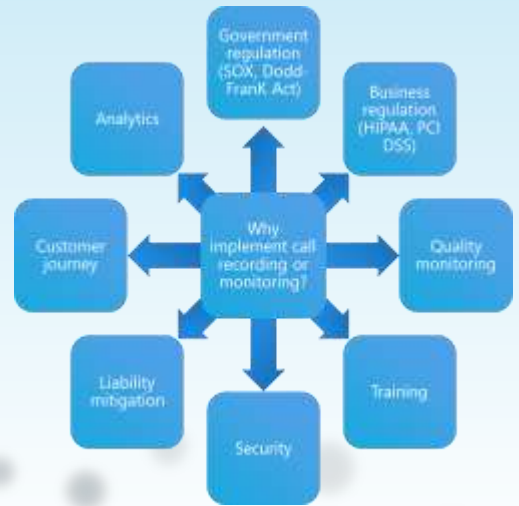 Government
regulation
(SOX, Dodd-
FranK Act)
Business
regulation
(HIPAA, PCI
DSS)
Quality
monitoring
Training
Security
Liability
mitigation
Customer
journey
Analytics
Why
implement call
recording or
monitoring?